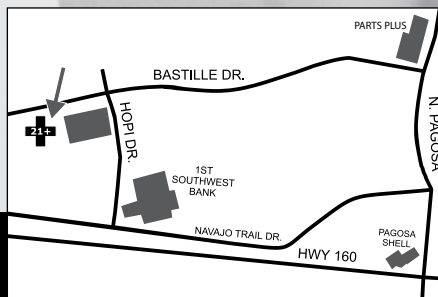 PARTS PLUS
BASTILLE DR.
HOPI DR.
N. PAGOSA
21+
1ST
SOUTHWEST
BANK
NAVAJO TRAIL DR.
PAGOSA
SHELL
HWY 160